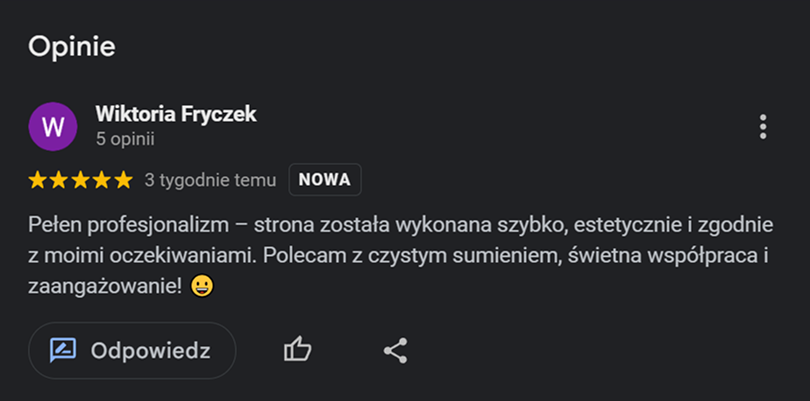 Opinie
W
Wiktoria Fryczek
5 opinii
3 tygodnie temu NOWA
Pełen profesjonalizm – strona została wykonana szybko, estetycznie i zgodnie
z moimi oczekiwaniami. Polecam z czystym sumieniem, świetna współpraca i
zaangażowanie! 😀
Odpowiedz